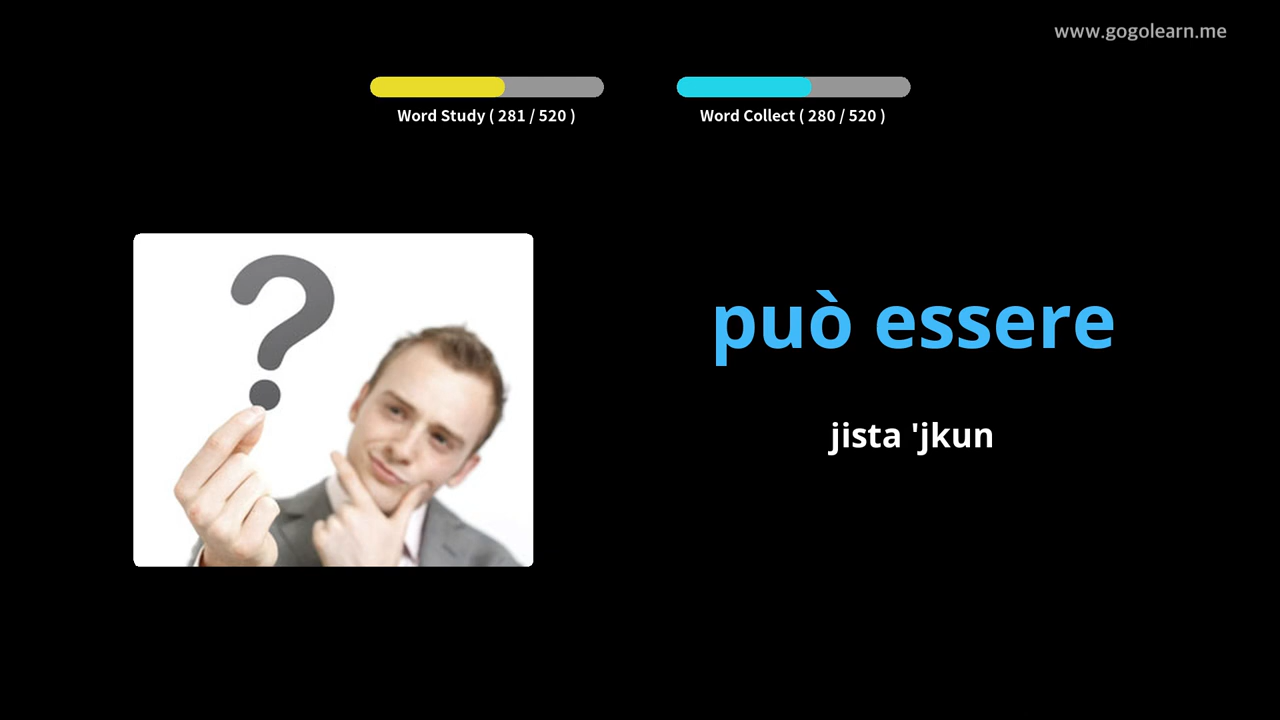 www.gogolearn.me
Word Study ( 281 / 520 )
Word Collect ( 280 / 520 )
può essere
jista 'jkun